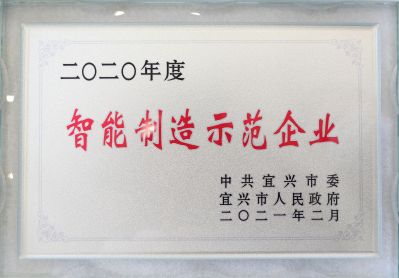 二〇二〇年度
智能制造示范企业
中共宜兴市委
宜兴市人民政府
二〇二一年二月